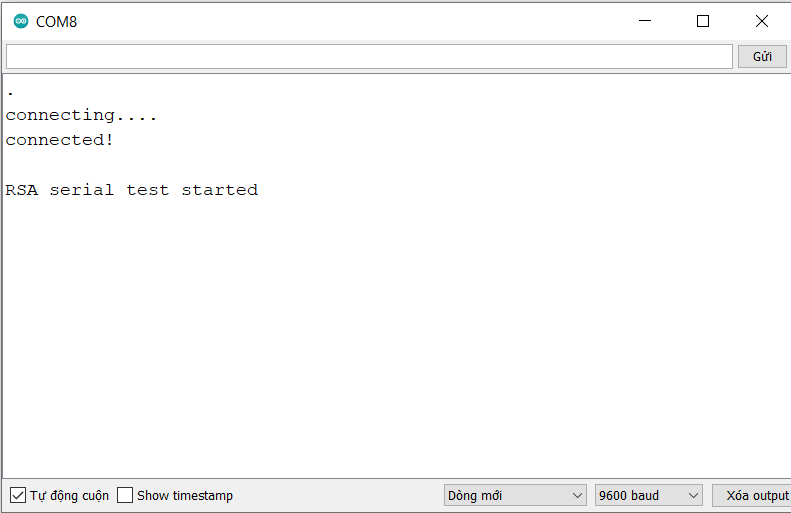 COM8
Gửi
.
connecting....
connected!
RSA serial test started
Tự động cuộn Show timestamp Dòng mới 9600 baud Xóa output